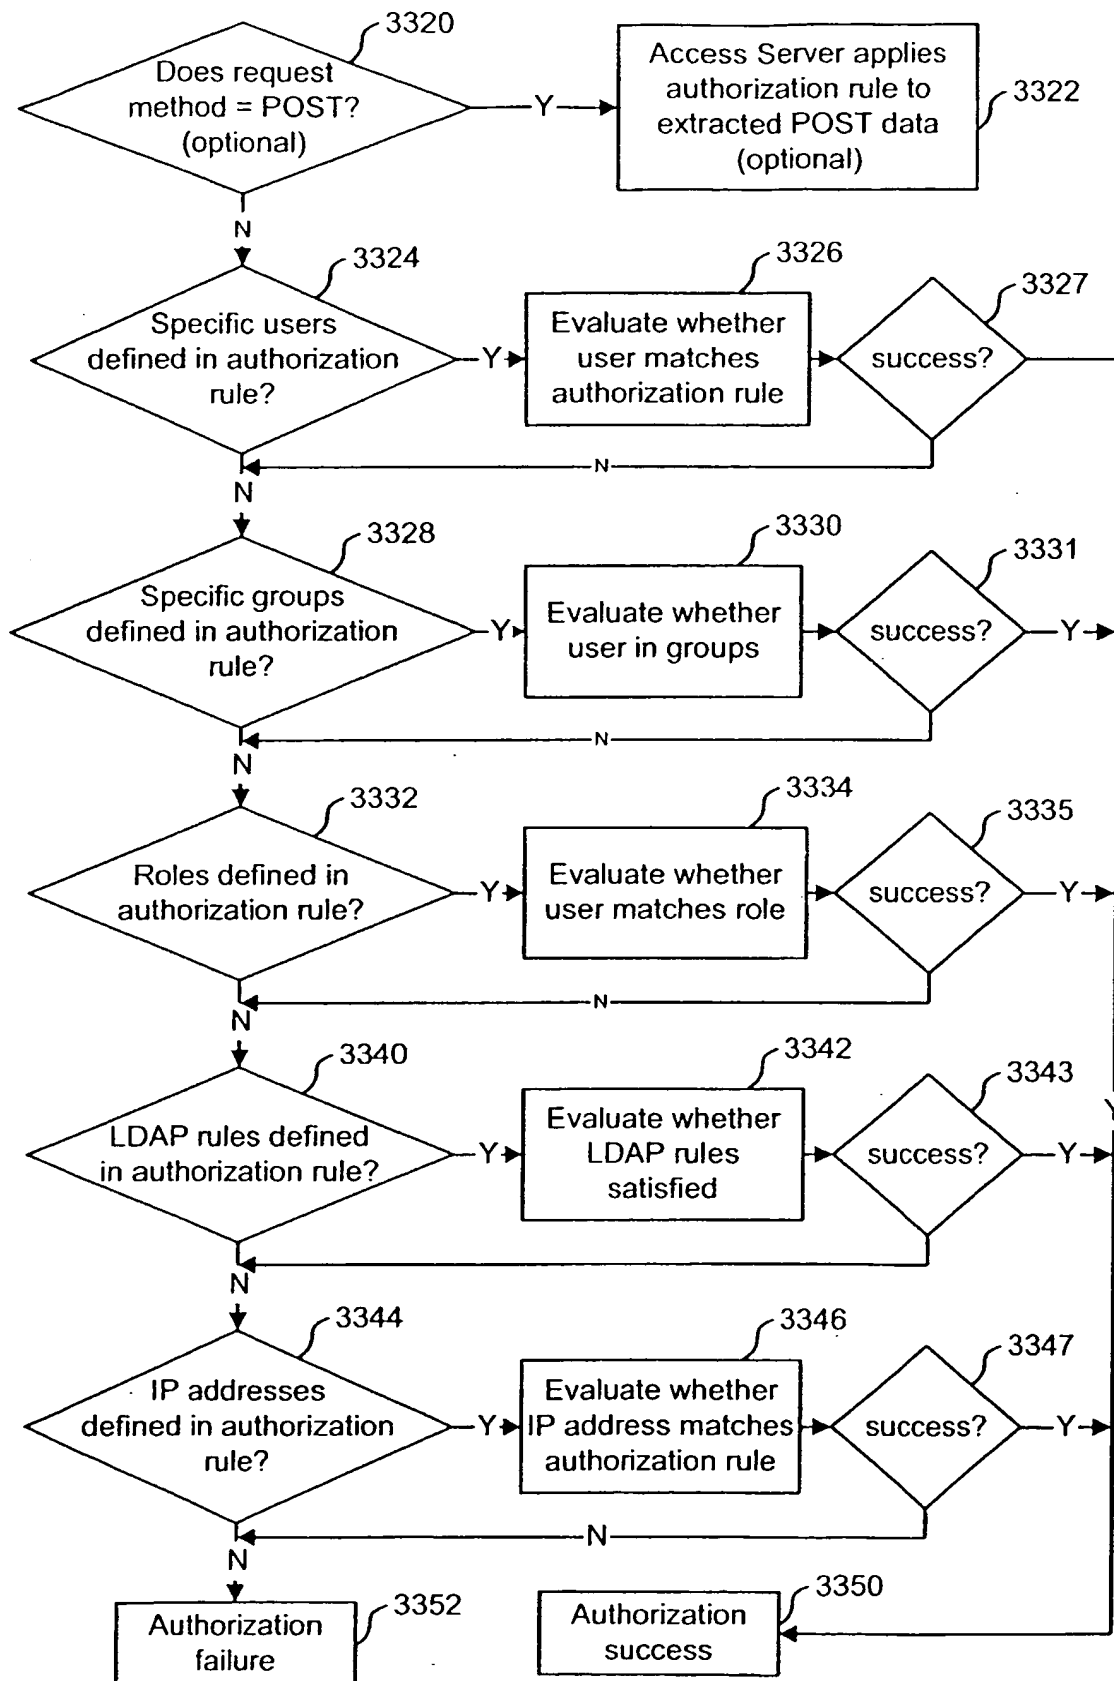 3320
Does request
method = POST?
(optional)
Y
Access Server applies
authorization rule to
extracted POST data
(optional)
3322
N
3324
Specific users
defined in authorization
rule?
Y
3326
Evaluate whether
user matches
authorization rule
3327
success?
N
N
3328
Specific groups
defined in authorization
rule?
Y
3330
Evaluate whether
user in groups
3331
success?
Y
N
N
3332
Roles defined in
authorization rule?
Y
3334
Evaluate whether
user matches role
3335
success?
Y
N
N
3340
LDAP rules defined
in authorization rule?
Y
3342
Evaluate whether
LDAP rules
satisfied
3343
success?
Y
Y
N
3344
IP addresses
defined in authorization
rule?
Y
3346
Evaluate whether
IP address matches
authorization rule
3347
success?
Y
N
N
3352
Authorization
failure
3350
Authorization
success